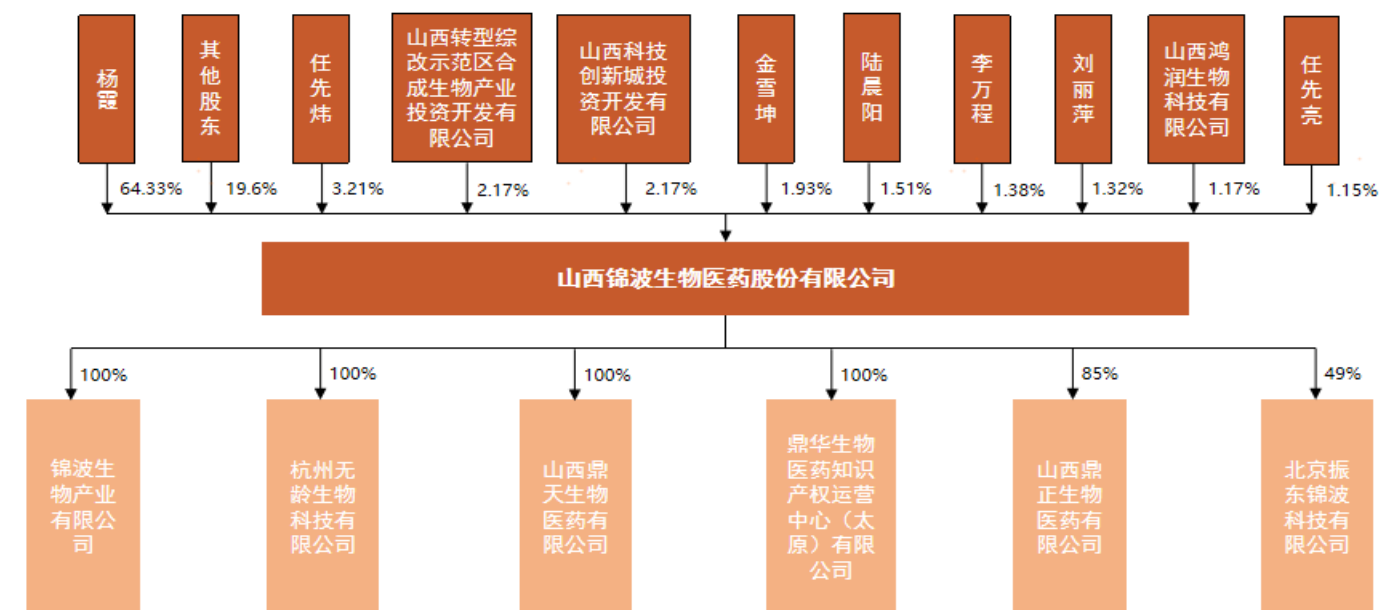 杨霞
其他股东
任先炜
山西转型综
改示范区合
成生物产业
投资开发有
限公司
山西科技
创新城投
资开发有
限公司
金雪坤
陆晨阳
李万程
刘丽萍
山西鸿
润生物
科技有
限公司
任先亮
64.33%
19.6%
3.21%
2.17%
2.17%
1.93%
1.51%
1.38%
1.32%
1.17%
1.15%
山西锦波生物医药股份有限公司
100%
100%
100%
100%
85%
49%
锦波生
物产业
有限公
司
杭州无
龄生物
科技有
限公司
山西鼎
天生物
医药有
限公司
鼎华生物
医药知识
产权运营
中心（太
原）有限
公司
山西鼎
正生物
医药有
限公司
北京振
东锦波
科技有
限公司